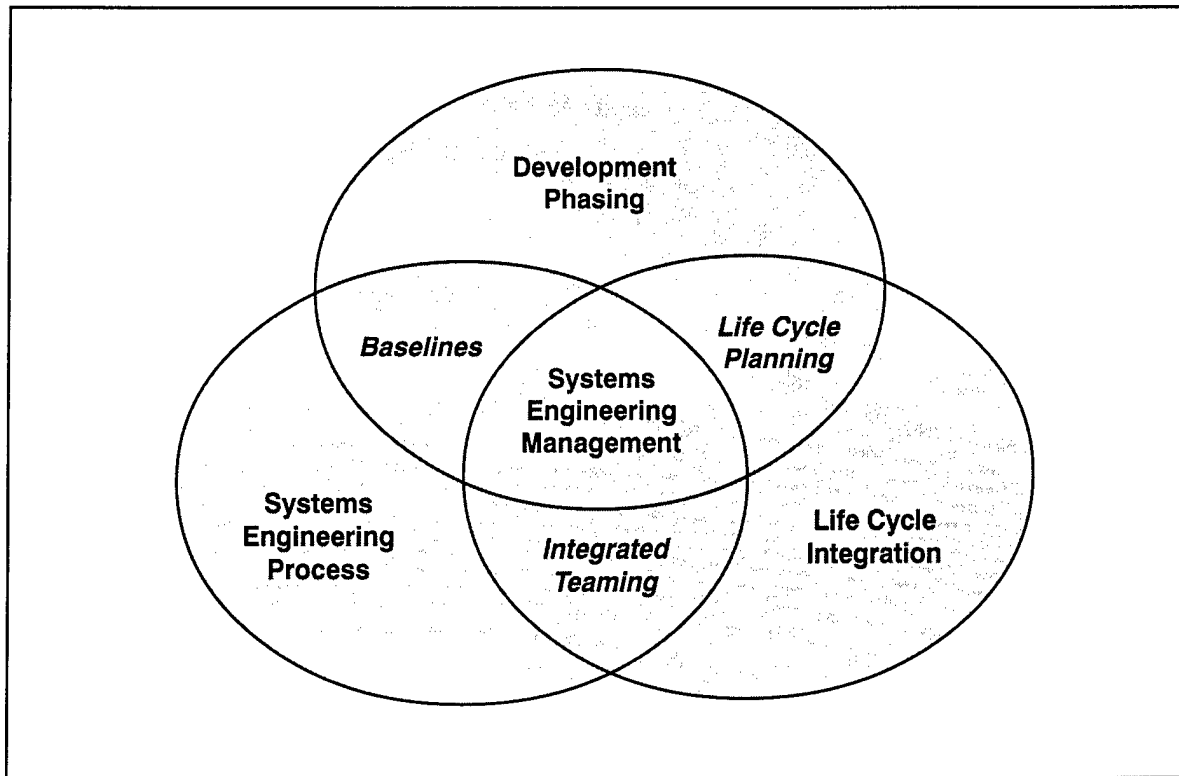 Development
Phasing
Baselines
Life Cycle
Planning
Systems
Engineering
Management
Systems
Engineering
Process
Integrated
Teaming
Life Cycle
Integration